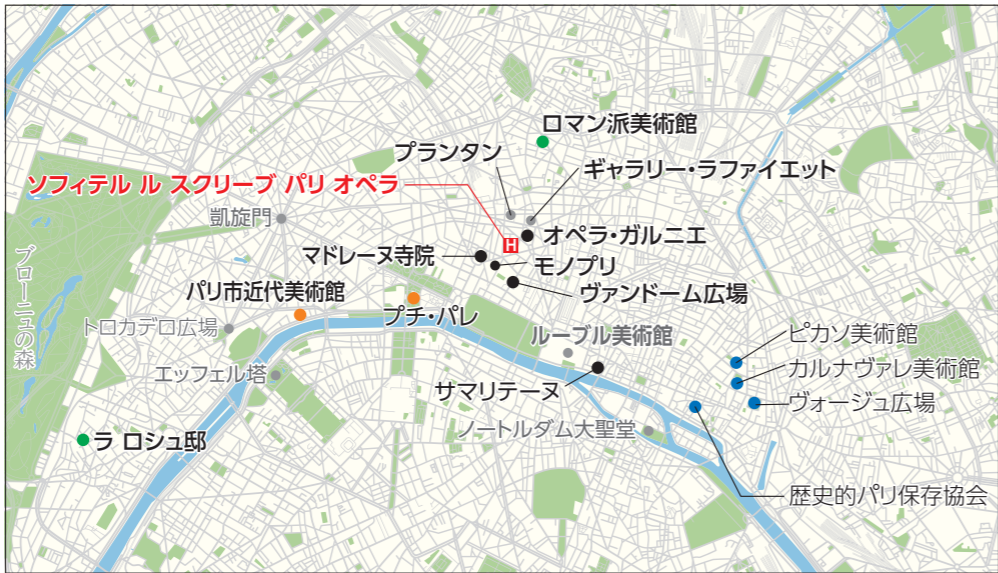 ロマン派美術館
プランタン
ギャラリー・ラファイエット
ソフィテル ル スクリーブ パリ オペラ
凱旋門
H
オペラ・ガルニエ
マドレーヌ寺院
モノプリ
ブローニュの森
パリ市近代美術館
ヴァンドーム広場
プチ・パレ
トロカデロ広場
ルーブル美術館
ピカソ美術館
エッフェル塔
カルナヴァレ美術館
サマリテーヌ
ヴォージュ広場
ノートルダム大聖堂
ラ ロシュ邸
歴史的パリ保存協会